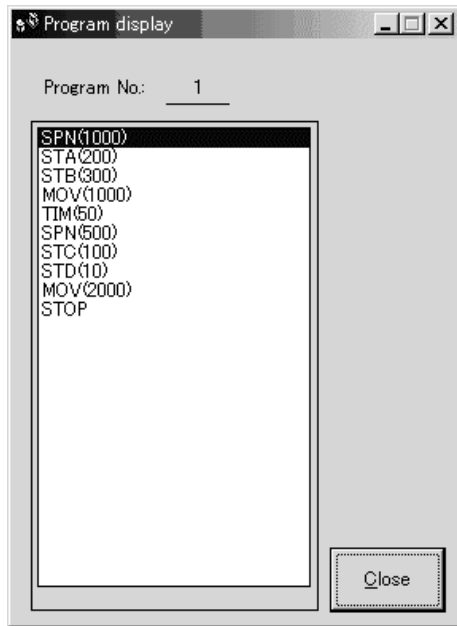 Program display
Program No.: 1
SPN(1000)
STA(200)
STB(300)
MOV(1000)
TIM(50)
SPN(500)
STC(100)
STD(10)
MOV(2000)
STOP
Close